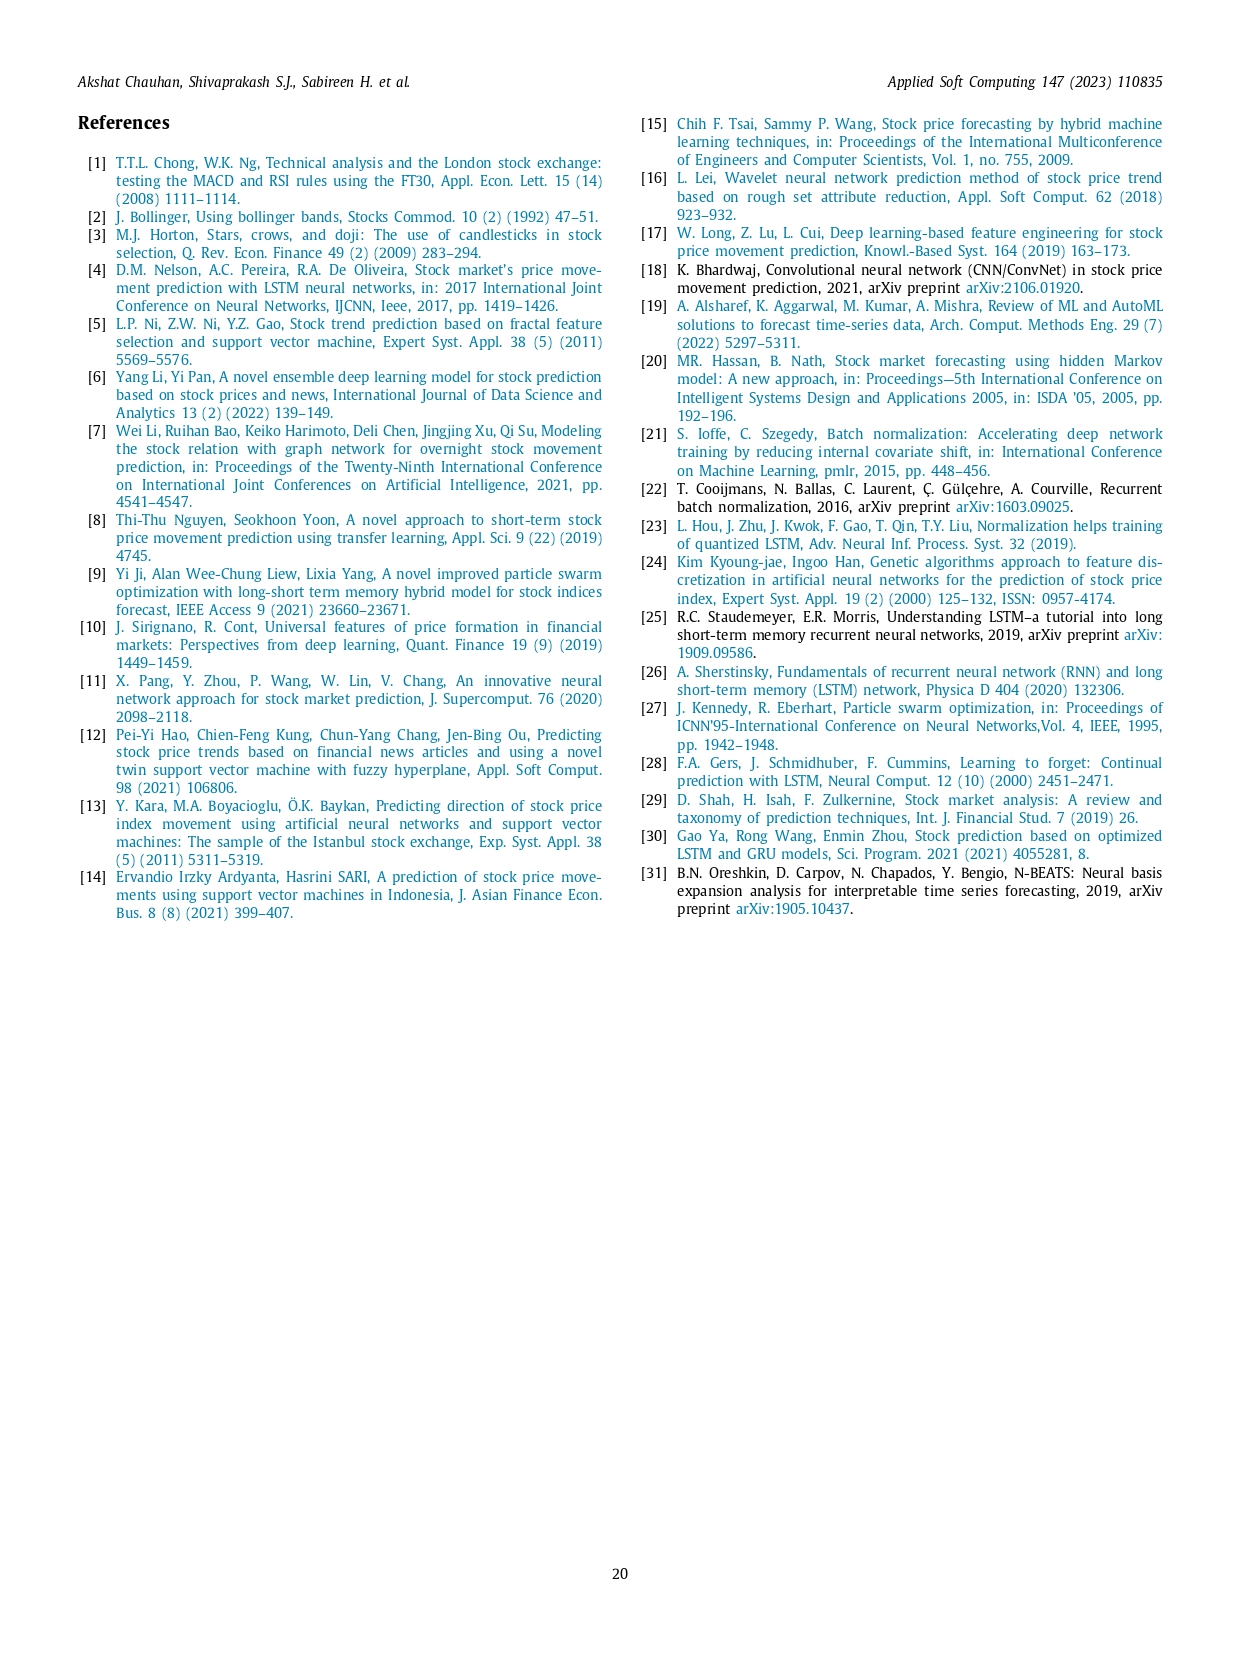 Akshat Chauhan, Shivaprakash S.J., Sabireen H. et al.
Applied Soft Computing 147 (2023) 110835
References
[1] T.T.L. Chong, W.K. Ng, Technical analysis and the London stock exchange:
testing the MACD and RSI rules using the FT30, Appl. Econ. Lett. 15 (14)
(2008) 1111–1114.
[2] J. Bollinger, Using bollinger bands, Stocks Commod. 10 (2) (1992) 47–51.
[3] M.J. Horton, Stars, crows, and doji: The use of candlesticks in stock
selection, Q. Rev. Econ. Finance 49 (2) (2009) 283–294.
[4] D.M. Nelson, A.C. Pereira, R.A. De Oliveira, Stock market's price move-
ment prediction with LSTM neural networks, in: 2017 International Joint
Conference on Neural Networks, IJCNN, Ieee, 2017, pp. 1419–1426.
[5] L.P. Ni, Z.W. Ni, Y.Z. Gao, Stock trend prediction based on fractal feature
selection and support vector machine, Expert Syst. Appl. 38 (5) (2011)
5569–5576.
[6] Yang Li, Yi Pan, A novel ensemble deep learning model for stock prediction
based on stock prices and news, International Journal of Data Science and
Analytics 13 (2) (2022) 139–149.
[7] Wei Li, Ruihan Bao, Keiko Harimoto, Deli Chen, Jingjing Xu, Qi Su, Modeling
the stock relation with graph network for overnight stock movement
prediction, in: Proceedings of the Twenty-Ninth International Conference
on International Joint Conferences on Artificial Intelligence, 2021, pp.
4541–4547.
[8] Thi-Thu Nguyen, Seokhoon Yoon, A novel approach to short-term stock
price movement prediction using transfer learning, Appl. Sci. 9 (22) (2019)
4745.
[9] Yi Ji, Alan Wee-Chung Liew, Lixia Yang, A novel improved particle swarm
optimization with long-short term memory hybrid model for stock indices
forecast, IEEE Access 9 (2021) 23660–23671.
[10] J. Sirignano, R. Cont, Universal features of price formation in financial
markets: Perspectives from deep learning, Quant. Finance 19 (9) (2019)
1449–1459.
[11] X. Pang, Y. Zhou, P. Wang, W. Lin, V. Chang, An innovative neural
network approach for stock market prediction, J. Supercomput. 76 (2020)
2098–2118.
[12] Pei-Yi Hao, Chien-Feng Kung, Chun-Yang Chang, Jen-Bing Ou, Predicting
stock price trends based on financial news articles and using a novel
twin support vector machine with fuzzy hyperplane, Appl. Soft Comput.
98 (2021) 106806.
[13] Y. Kara, M.A. Boyacioglu, Ö.K. Baykan, Predicting direction of stock price
index movement using artificial neural networks and support vector
machines: The sample of the Istanbul stock exchange, Exp. Syst. Appl. 38
(5) (2011) 5311–5319.
[14] Ervandio Irzky Ardyanta, Hasrini SARI, A prediction of stock price move-
ments using support vector machines in Indonesia, J. Asian Finance Econ.
Bus. 8 (8) (2021) 399–407.
[15] Chih F. Tsai, Sammy P. Wang, Stock price forecasting by hybrid machine
learning techniques, in: Proceedings of the International Multiconference
of Engineers and Computer Scientists, Vol. 1, no. 755, 2009.
[16] L. Lei, Wavelet neural network prediction method of stock price trend
based on rough set attribute reduction, Appl. Soft Comput. 62 (2018)
923–932.
[17] W. Long, Z. Lu, L. Cui, Deep learning-based feature engineering for stock
price movement prediction, Knowl.-Based Syst. 164 (2019) 163–173.
[18] K. Bhardwaj, Convolutional neural network (CNN/ConvNet) in stock price
movement prediction, 2021, arXiv preprint arXiv:2106.01920.
[19] A. Alsharef, K. Aggarwal, M. Kumar, A. Mishra, Review of ML and AutoML
solutions to forecast time-series data, Arch. Comput. Methods Eng. 29 (7)
(2022) 5297–5311.
[20] MR. Hassan, B. Nath, Stock market forecasting using hidden Markov
model: A new approach, in: Proceedings—5th International Conference on
Intelligent Systems Design and Applications 2005, in: ISDA '05, 2005, pp.
192–196.
[21] S. Ioffe, C. Szegedy, Batch normalization: Accelerating deep network
training by reducing internal covariate shift, in: International Conference
on Machine Learning, pmlr, 2015, pp. 448–456.
[22] T. Cooijmans, N. Ballas, C. Laurent, Ç. Gülçehre, A. Courville, Recurrent
batch normalization, 2016, arXiv preprint arXiv:1603.09025.
[23] L. Hou, J. Zhu, J. Kwok, F. Gao, T. Qin, T.Y. Liu, Normalization helps training
of quantized LSTM, Adv. Neural Inf. Process. Syst. 32 (2019).
[24] Kim Kyoung-jae, Ingoo Han, Genetic algorithms approach to feature dis-
cretization in artificial neural networks for the prediction of stock price
index, Expert Syst. Appl. 19 (2) (2000) 125–132, ISSN: 0957-4174.
[25] R.C. Staudemeyer, E.R. Morris, Understanding LSTM–a tutorial into long
short-term memory recurrent neural networks, 2019, arXiv preprint arXiv:
1909.09586.
[26] A. Sherstinsky, Fundamentals of recurrent neural network (RNN) and long
short-term memory (LSTM) network, Physica D 404 (2020) 132306.
[27] J. Kennedy, R. Eberhart, Particle swarm optimization, in: Proceedings of
ICNN'95-International Conference on Neural Networks,Vol. 4, IEEE, 1995,
pp. 1942–1948.
[28] F.A. Gers, J. Schmidhuber, F. Cummins, Learning to forget: Continual
prediction with LSTM, Neural Comput. 12 (10) (2000) 2451–2471.
[29] D. Shah, H. Isah, F. Zulkernine, Stock market analysis: A review and
taxonomy of prediction techniques, Int. J. Financial Stud. 7 (2019) 26.
[30] Gao Ya, Rong Wang, Enmin Zhou, Stock prediction based on optimized
LSTM and GRU models, Sci. Program. 2021 (2021) 4055281, 8.
[31] B.N. Oreshkin, D. Carpov, N. Chapados, Y. Bengio, N-BEATS: Neural basis
expansion analysis for interpretable time series forecasting, 2019, arXiv
preprint arXiv:1905.10437.
20